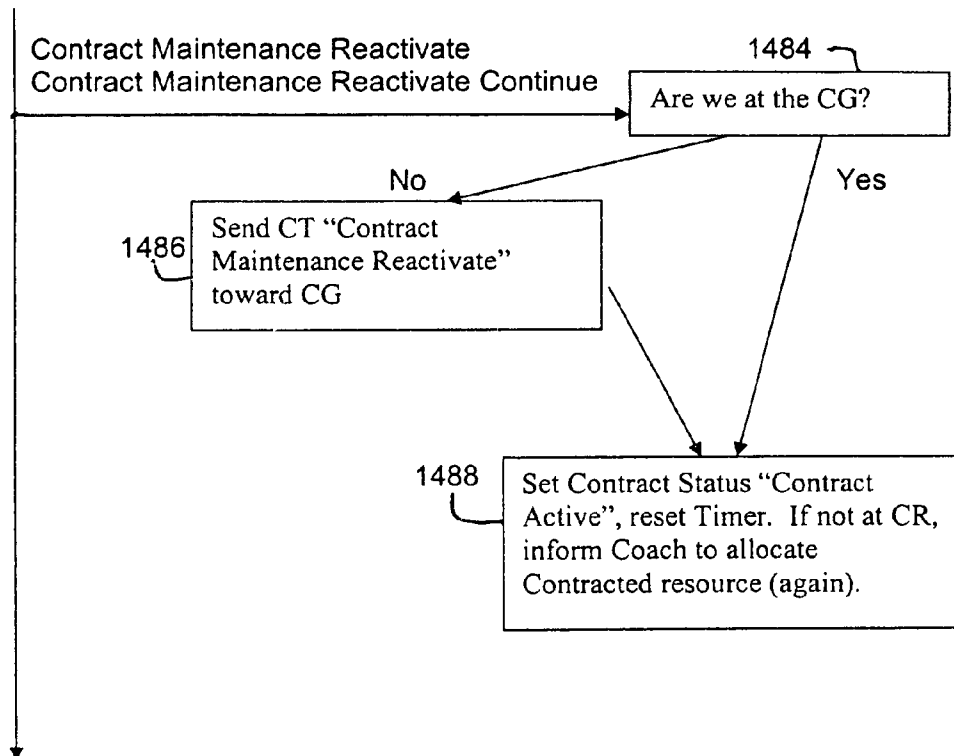 Contract Maintenance Reactivate
Contract Maintenance Reactivate Continue
1484
Are we at the CG?
No
Yes
1486
Send CT “Contract
Maintenance Reactivate”
toward CG
1488
Set Contract Status “Contract
Active”, reset Timer. If not at CR,
inform Coach to allocate
Contracted resource (again).